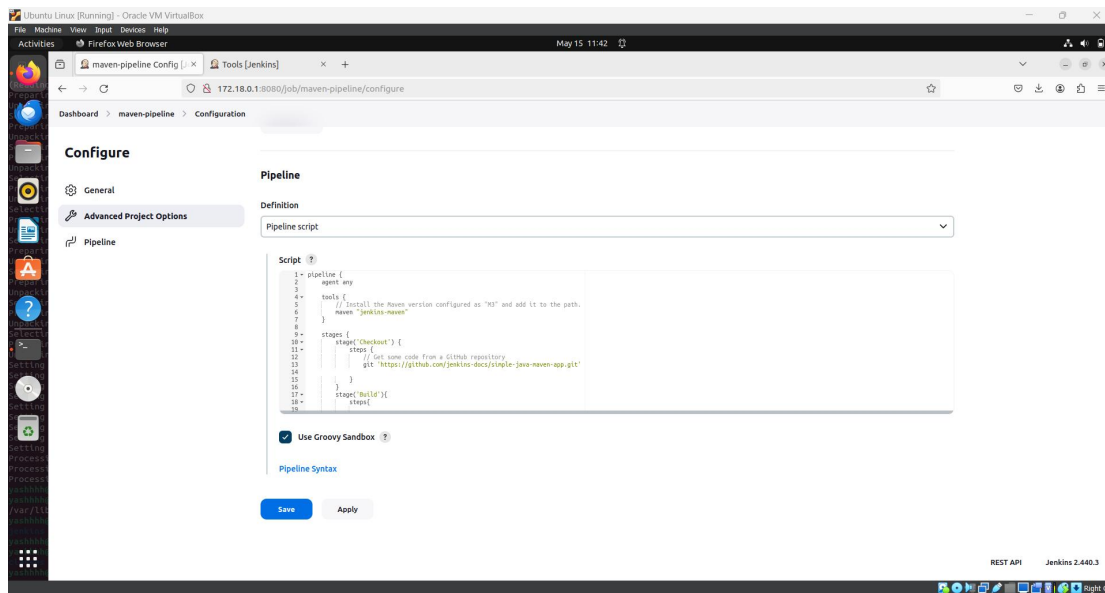 Ubuntu Linux [Running] - Oracle VM VirtualBox
File Machine View Input Devices Help
Activities Firefox Web Browser May 15 11:42
maven-pipeline Config [J × Tools [Jenkins] × +
172.18.0.1:8080/job/maven-pipeline/configure
Dashboard > maven-pipeline > Configuration
Configure
General
Advanced Project Options
Pipeline
Pipeline
Definition
Pipeline script
Script ?
1 pipeline {
2 agent any
3
4 tools {
5 // Install the Maven version configured as "M3" and add it to the path.
6 maven "jenkins-maven"
7 }
8
9 stages {
10 stage('Checkout') {
11 steps {
12 // Get some code from a GitHub repository
13 git 'https://github.com/jenkins-docs/simple-java-maven-app.git'
14
15 }
16 }
17 stage('Build'){
18 steps{
19
Use Groovy Sandbox ?
Pipeline Syntax
Save Apply
REST API Jenkins 2.440.3
Right